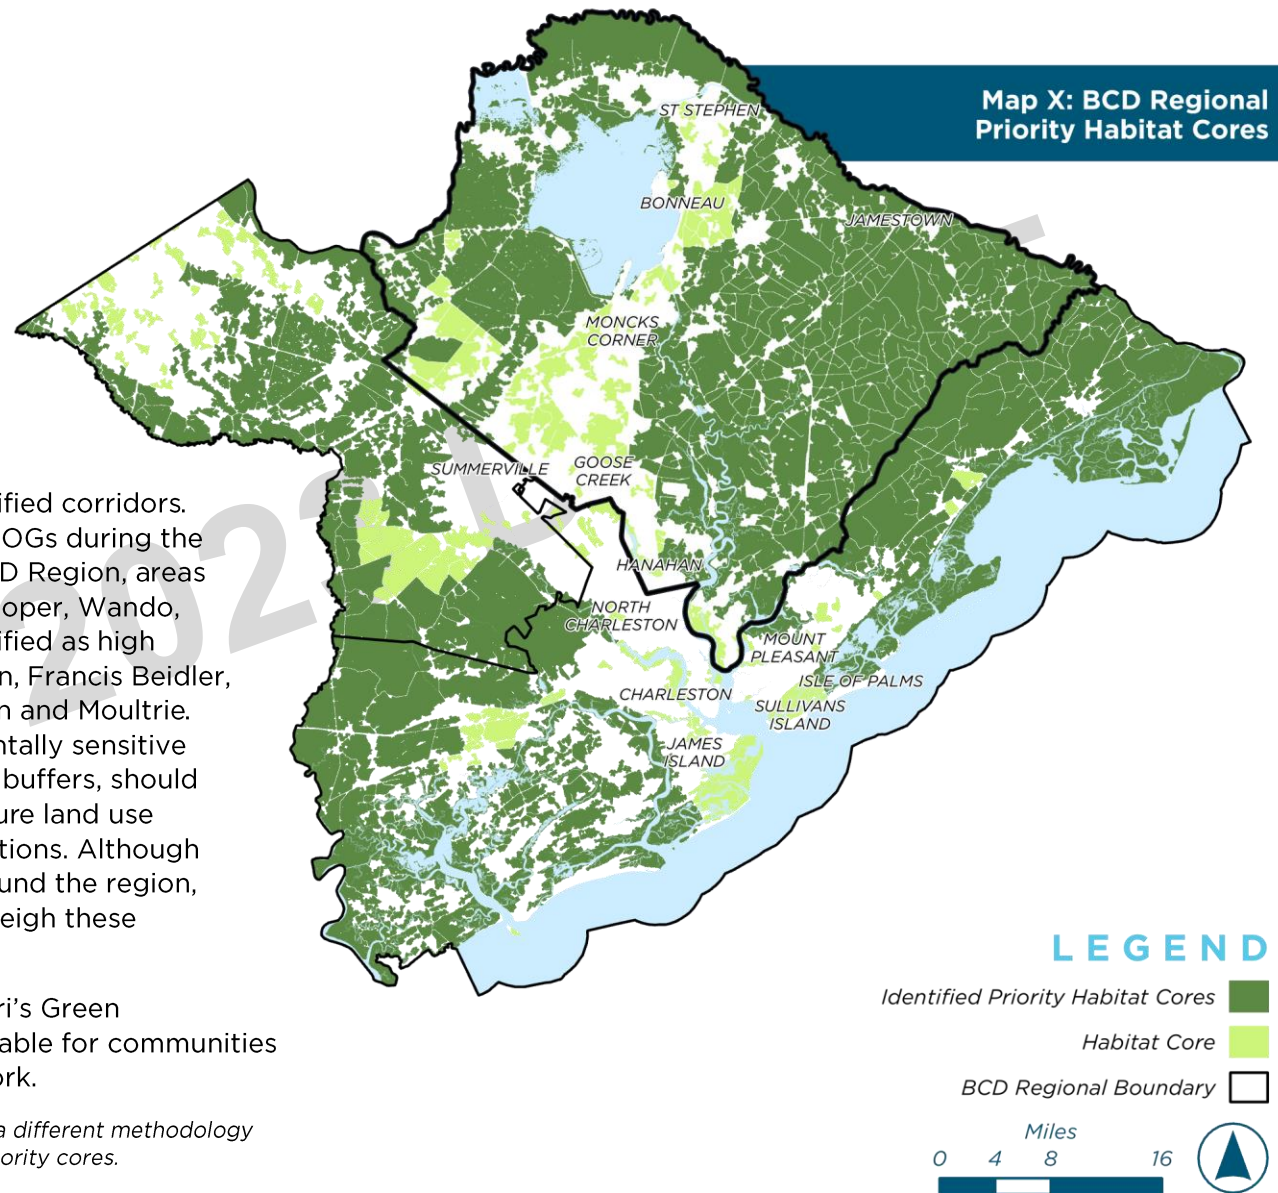 Map X: BCD Regional
Priority Habitat Cores
ST STEPHEN
BONNEAU
JAMESTOWN
MONCKS
CORNER
SUMMERVILLE
GOOSE
CREEK
HANAHAN
NORTH
CHARLESTON
MOUNT
PLEASANT
ISLE OF PALMS
CHARLESTON
SULLIVANS
ISLAND
JAMES
ISLAND
ified corridors.
OGs during the
D Region, areas
ooper, Wando,
ified as high
n, Francis Beidler,
n and Moultrie.
ntally sensitive
buffers, should
ure land use
tions. Although
und the region,
eigh these
ri's Green
able for communities
ork.
a different methodology
ority cores.
LEGEND
Identified Priority Habitat Cores
Habitat Core
BCD Regional Boundary
Miles
0 4 8 16